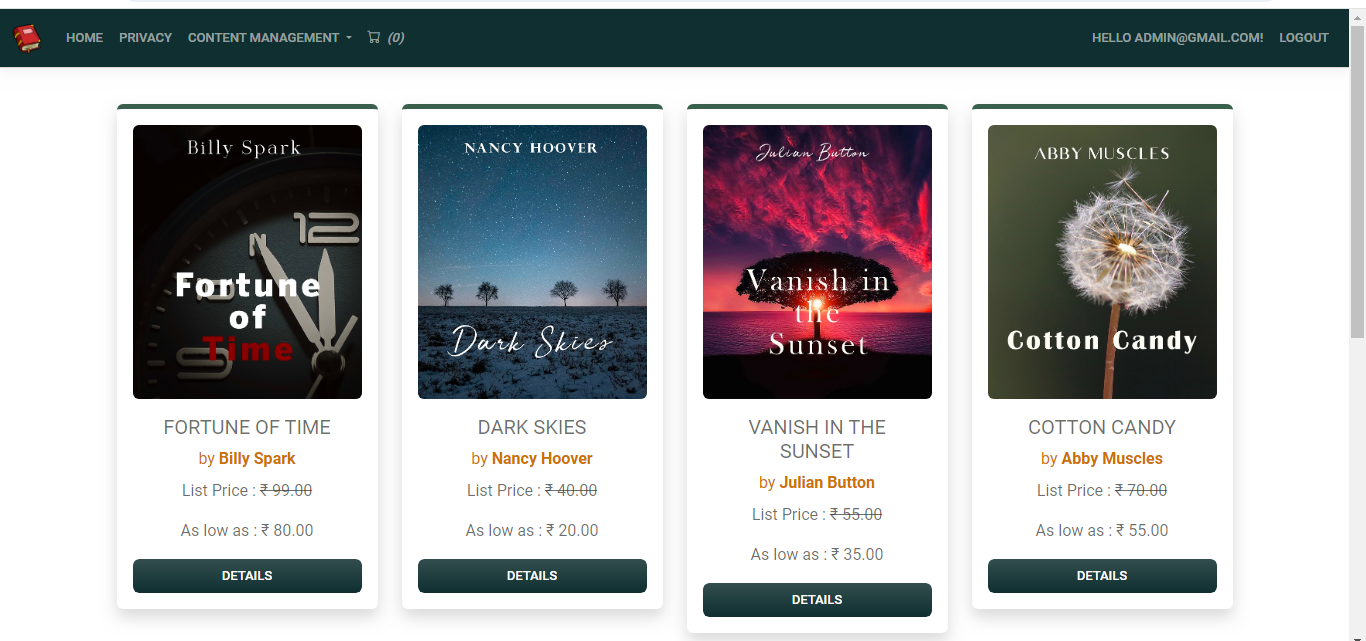 HOME PRIVACY CONTENT MANAGEMENT (0) HELLO ADMIN@GMAIL.COM! LOGOUT
Billy Spark
Fortune
of
Time
12
FORTUNE OF TIME
by Billy Spark
List Price : ₹ 99.00
As low as : ₹ 80.00
DETAILS
NANCY HOOVER
Dark Skies
DARK SKIES
by Nancy Hoover
List Price : ₹ 40.00
As low as : ₹ 20.00
DETAILS
Julian Button
Vanish in
the
Sunset
VANISH IN THE
SUNSET
by Julian Button
List Price : ₹ 55.00
As low as : ₹ 35.00
DETAILS
ABBY MUSCLES
Cotton Candy
COTTON CANDY
by Abby Muscles
List Price : ₹ 70.00
As low as : ₹ 55.00
DETAILS